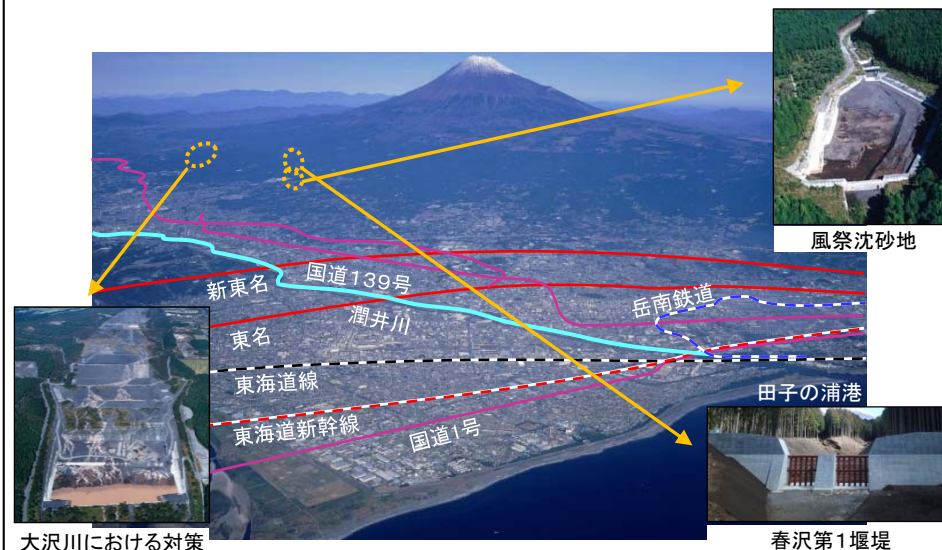 風祭沈砂地
国道139号
新東名
岳南鉄道
潤井川
東名
東海道線
田子の浦港
東海道新幹線
国道1号
大沢川における対策
春沢第1堰堤